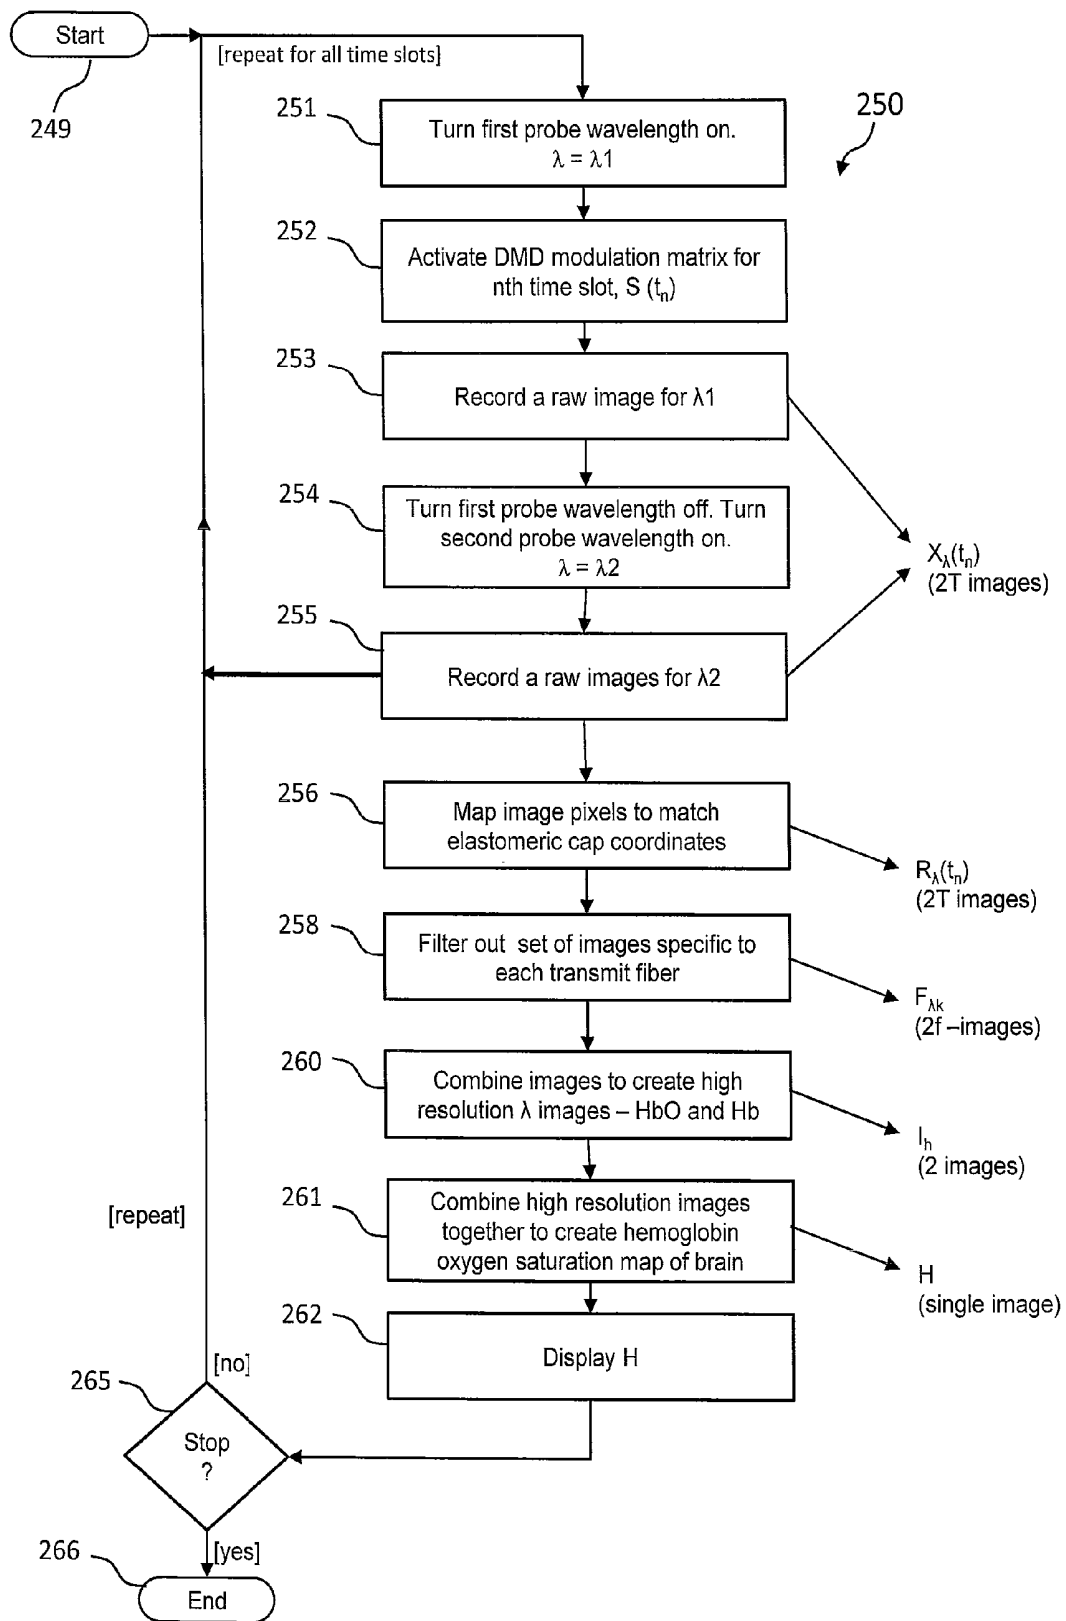 Start
249
[repeat for all time slots]
250
251
Turn first probe wavelength on.
λ = λ1
252
Activate DMD modulation matrix for
nth time slot, S (tn)
253
Record a raw image for λ1
254
Turn first probe wavelength off. Turn
second probe wavelength on.
λ = λ2
Xλ(tn)
(2T images)
255
Record a raw images for λ2
256
Map image pixels to match
elastomeric cap coordinates
Rλ(tn)
(2T images)
258
Filter out set of images specific to
each transmit fiber
Fλk
(2f –images)
260
Combine images to create high
resolution λ images – HbO and Hb
Ih
(2 images)
261
Combine high resolution images
together to create hemoglobin
oxygen saturation map of brain
[repeat]
H
(single image)
262
Display H
[no]
265
Stop
?
[yes]
266
End